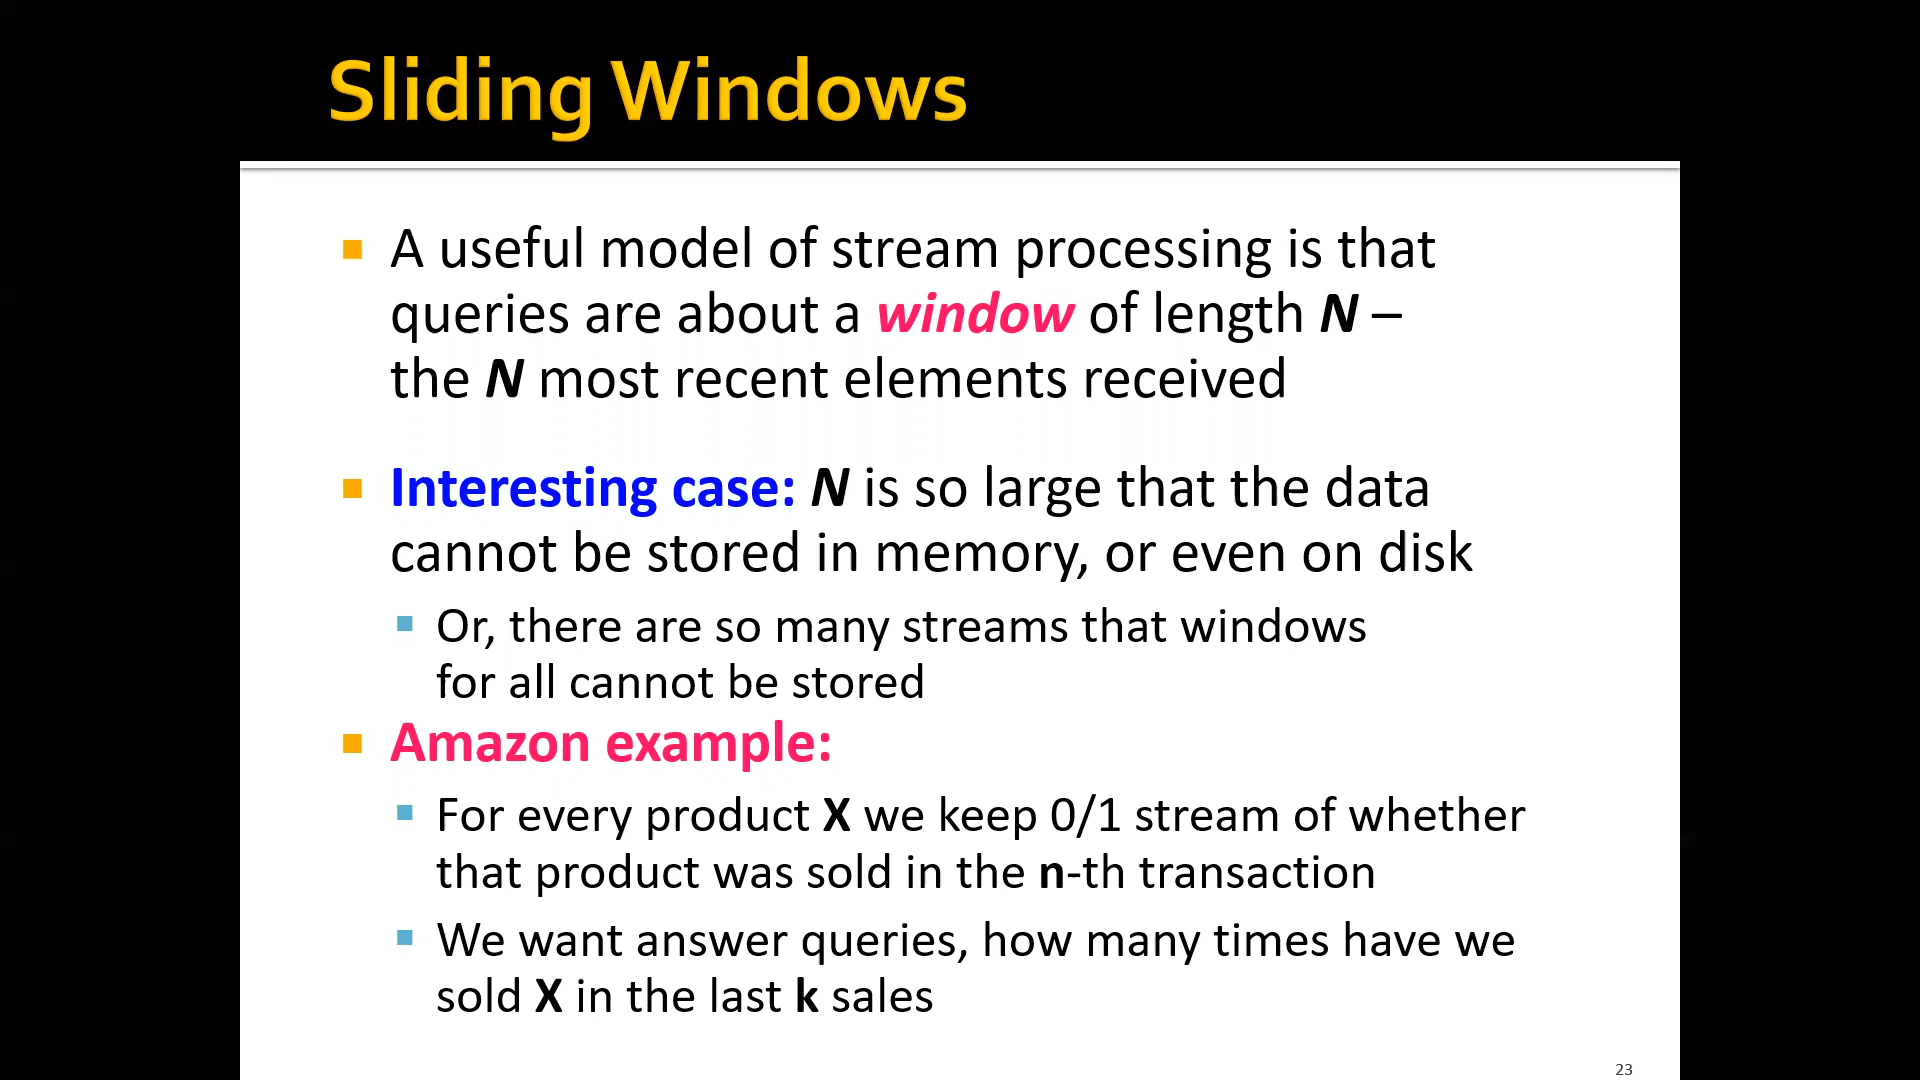 Sliding Windows
A useful model of stream processing is that
queries are about a window of length N –
the N most recent elements received
Interesting case: N is so large that the data
cannot be stored in memory, or even on disk
Or, there are so many streams that windows
for all cannot be stored
Amazon example:
For every product X we keep 0/1 stream of whether
that product was sold in the n-th transaction
We want answer queries, how many times have we
sold X in the last k sales
23